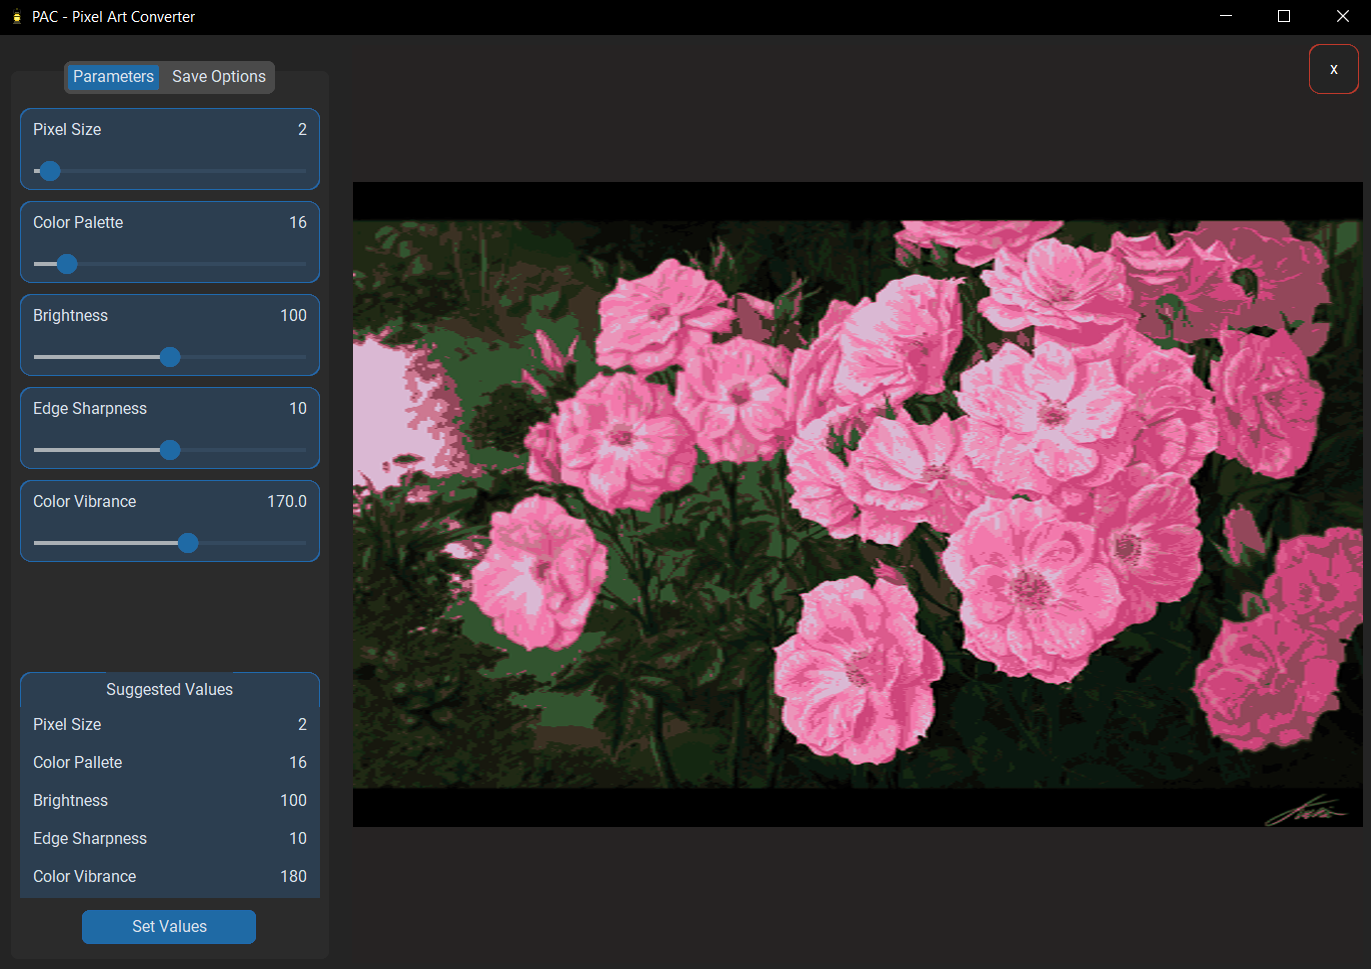 PAC - Pixel Art Converter
x
Parameters Save Options
Pixel Size 2
Color Palette 16
Brightness 100
Edge Sharpness 10
Color Vibrance 170.0
Suggested Values
Pixel Size 2
Color Pallete 16
Brightness 100
Edge Sharpness 10
Color Vibrance 180
Set Values